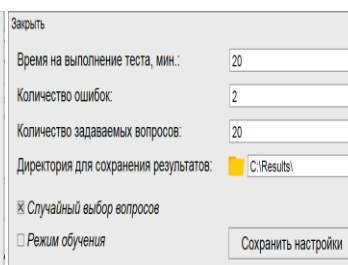 Закрыть
Время на выполнение теста, мин.: 20
Количество ошибок: 2
Количество задаваемых вопросов: 20
Директория для сохранения результатов: C:\Results\
Случайный выбор вопросов
Режим обучения Сохранить настройки